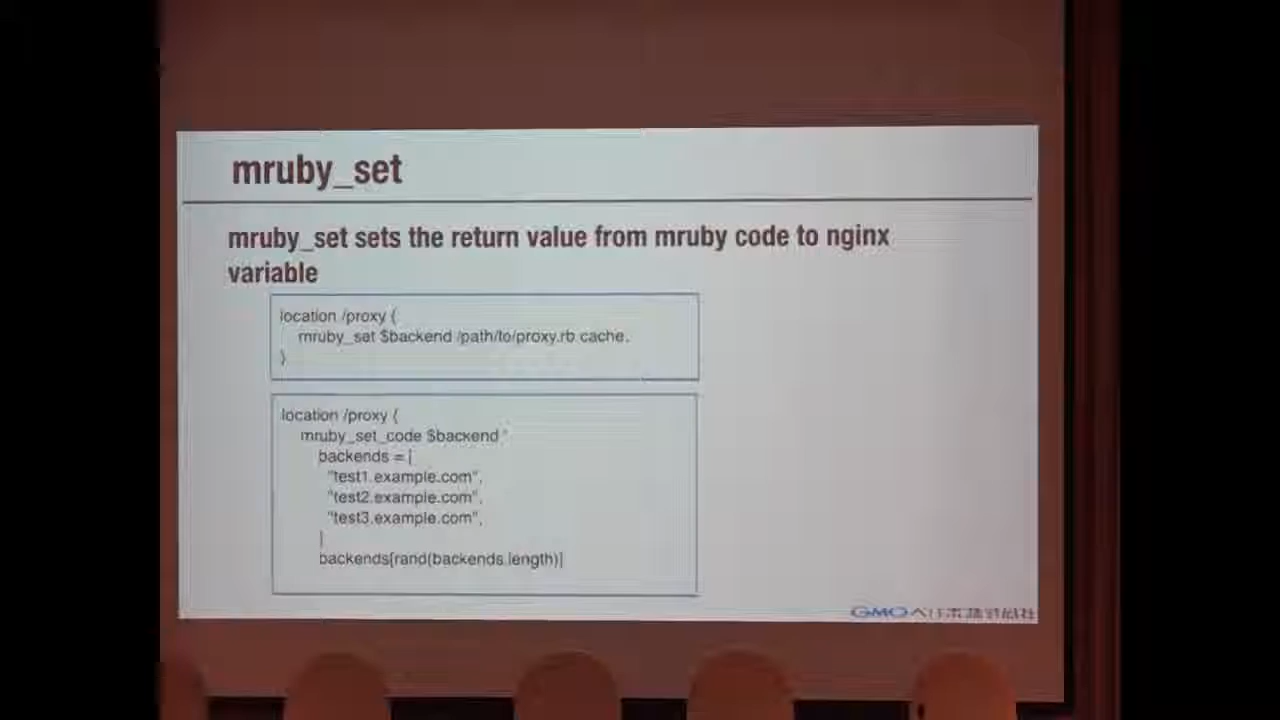 mruby_set
mruby_set sets the return value from mruby code to nginx
variable
location /proxy {
mruby_set $backend /path/to/proxy.rb cache;
}
location /proxy {
mruby_set_code $backend '
backends = [
"test1.example.com",
"test2.example.com",
"test3.example.com",
]
backends[rand(backends.length)]
GMO